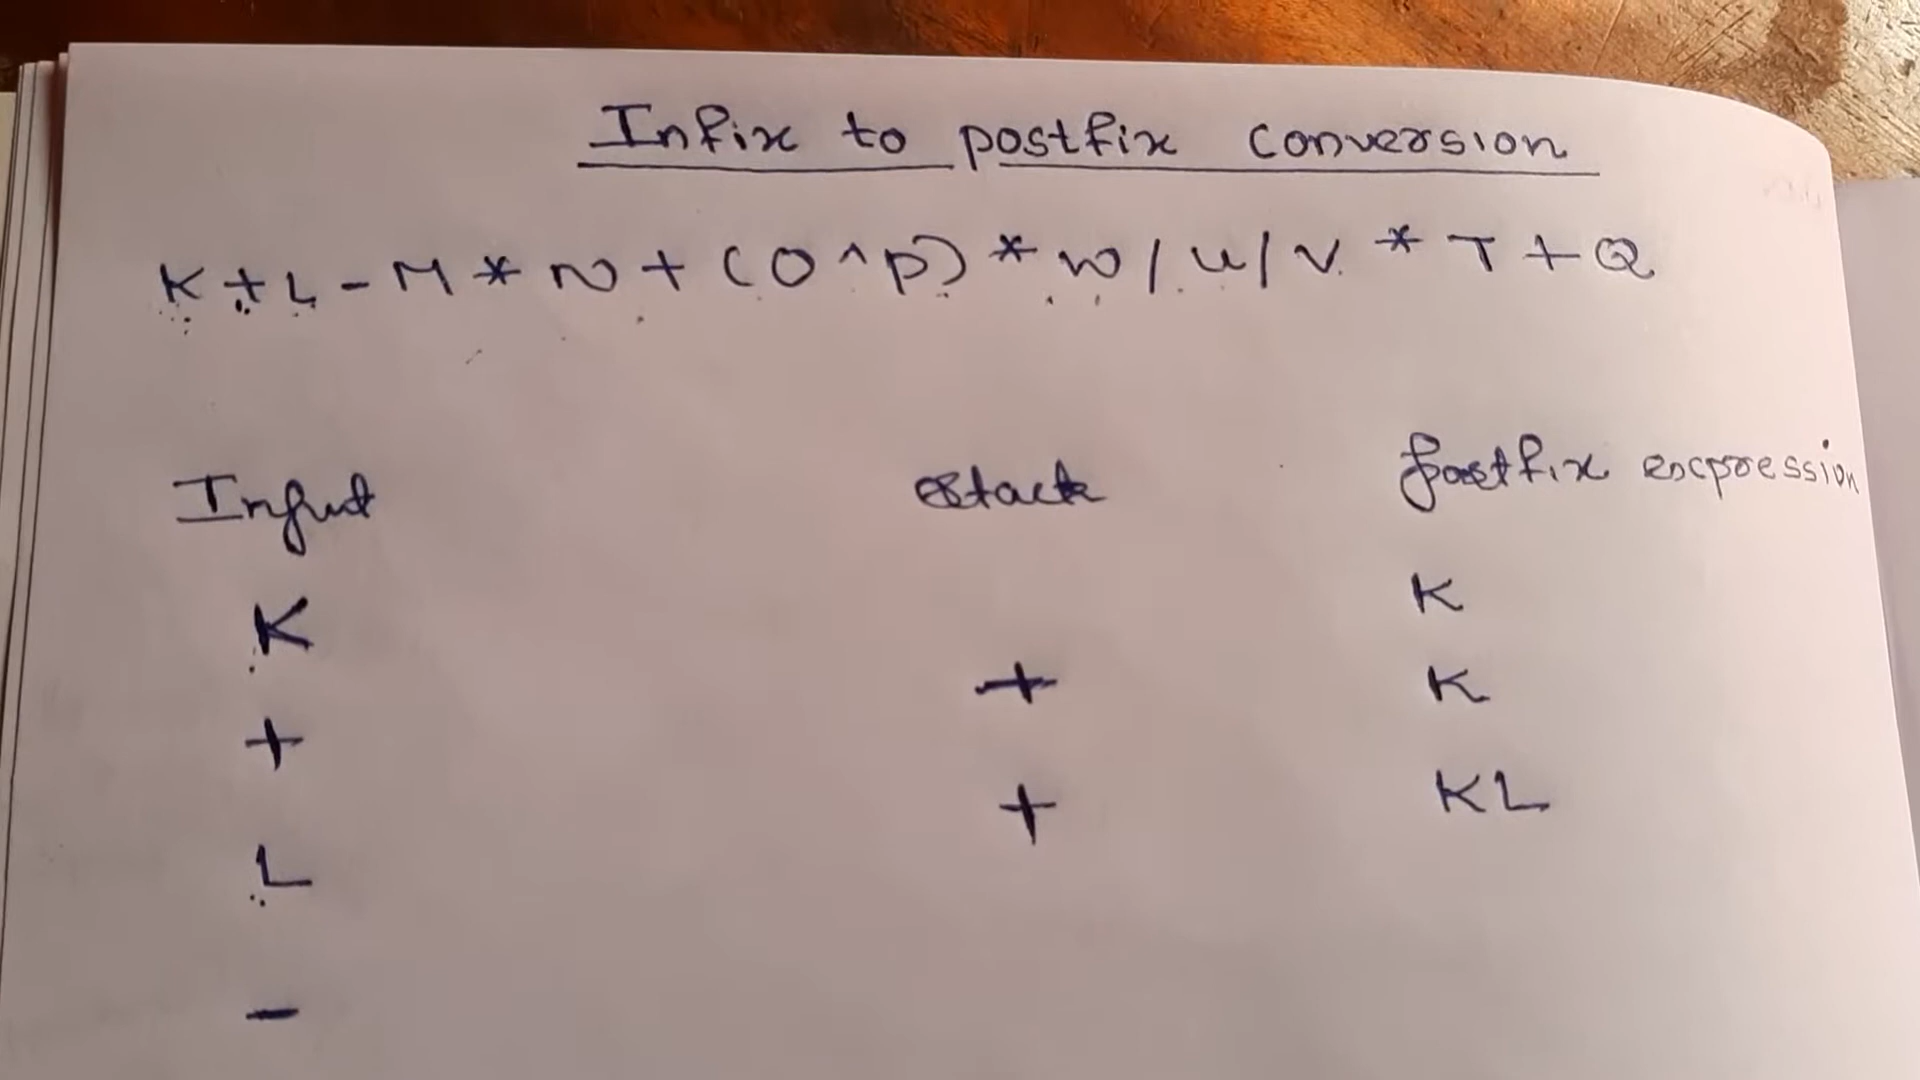 Infix to postfix conversion
K + L - M * N + (O ^ P) * W / U / V * T + Q
Input stack postfix expression
K K
+ + K
L + KL
-